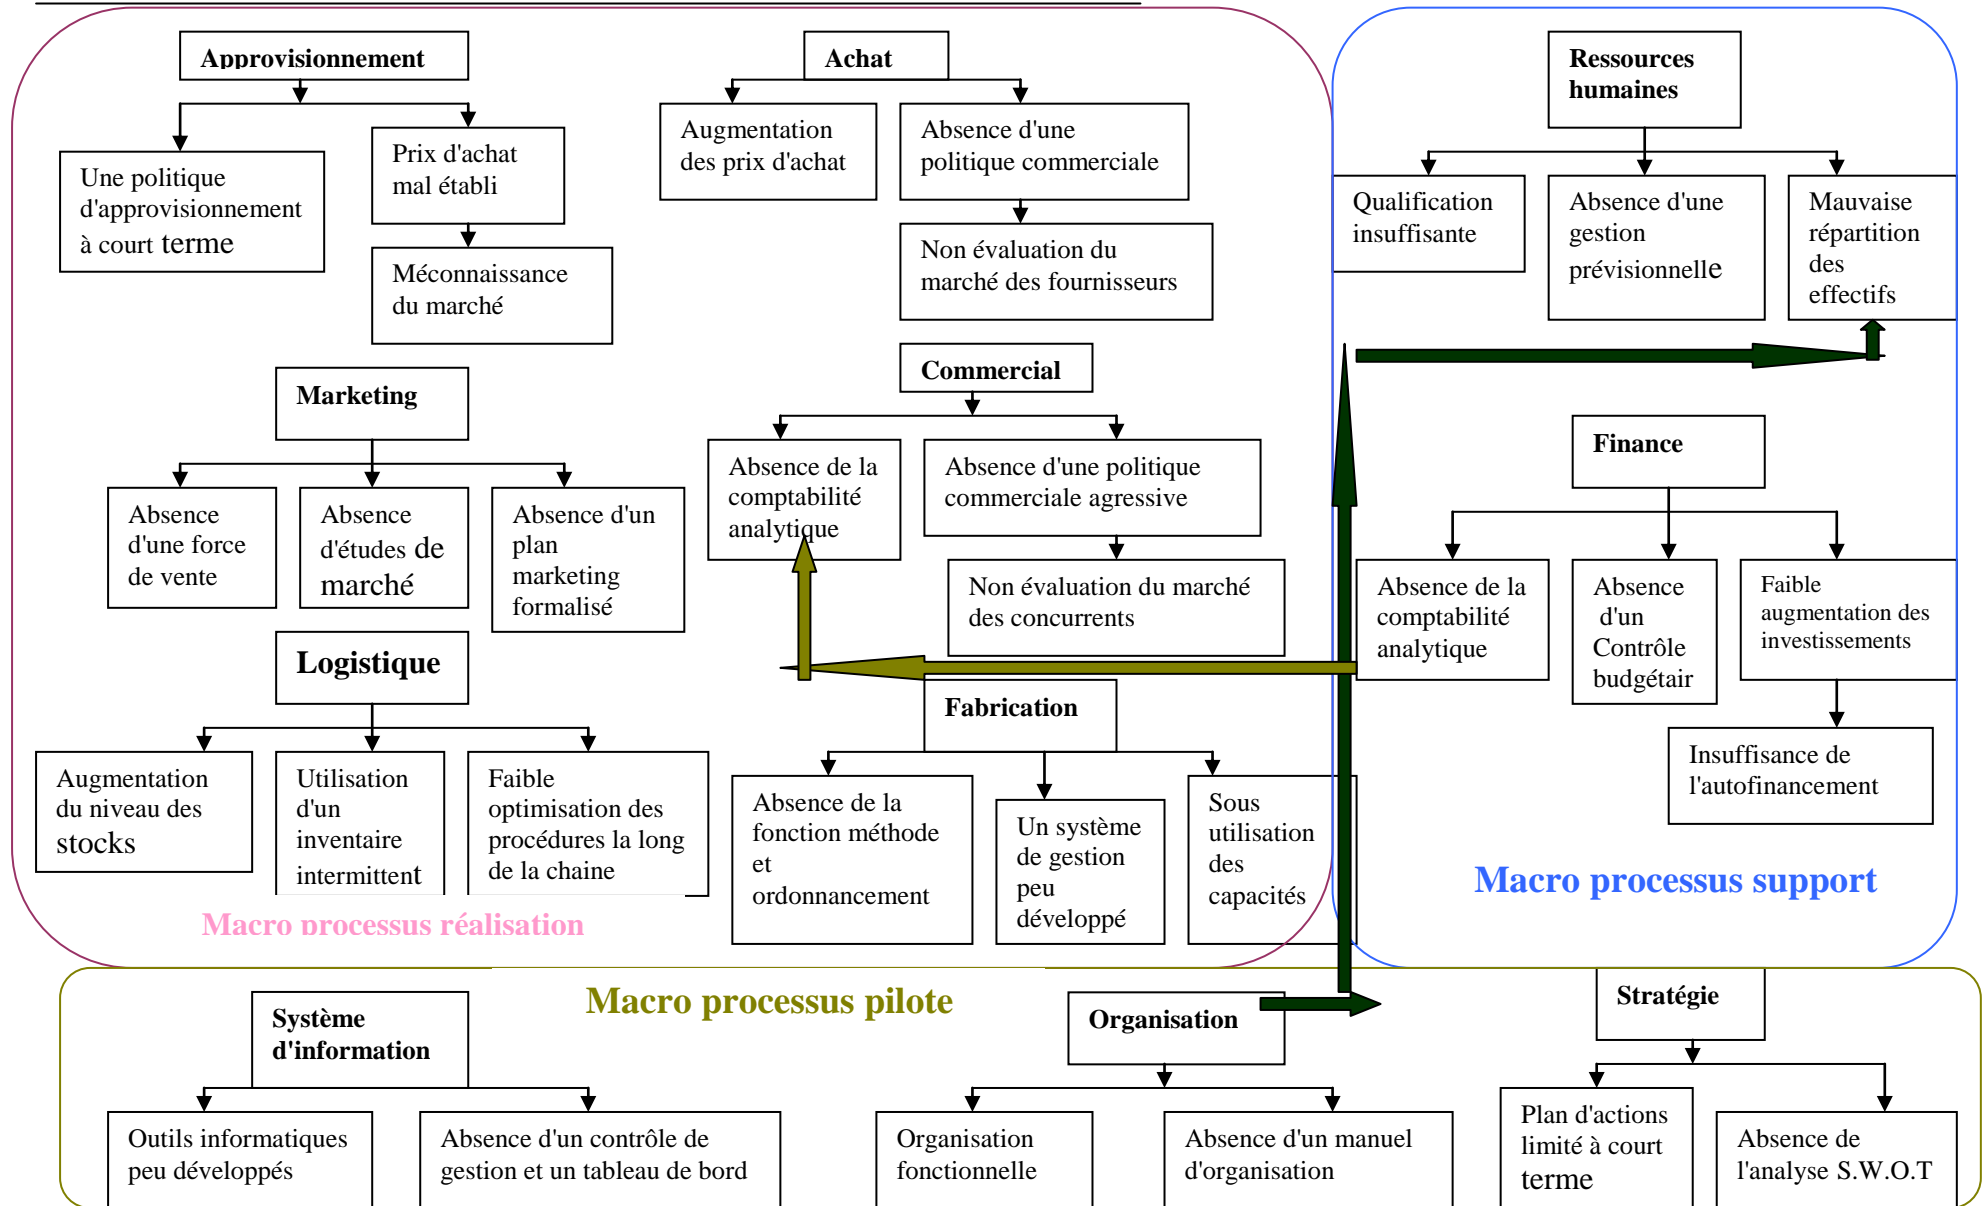 Approvisionnement
Une politique
d'approvisionnement
à court terme
Prix d'achat
mal établi
Méconnaissance
du marché
Achat
Augmentation
des prix d'achat
Absence d'une
politique commerciale
Non évaluation du
marché des fournisseurs
Marketing
Absence
d'une force
de vente
Absence
d'études de
marché
Absence d'un
plan
marketing
formalisé
Commercial
Absence de la
comptabilité
analytique
Absence d'une politique
commerciale agressive
Non évaluation du marché
des concurrents
Logistique
Augmentation
du niveau des
stocks
Utilisation
d'un
inventaire
intermittent
Faible
optimisation des
procédures la long
de la chaine
Fabrication
Absence de la
fonction méthode
et
ordonnancement
Un système
de gestion
peu
développé
Sous
utilisation
des
capacités
Macro processus réalisation
Ressources
humaines
Qualification
insuffisante
Absence d'une
gestion
prévisionnelle
Mauvaise
répartition
des
effectifs
Finance
Absence de la
comptabilité
analytique
Absence
d'un
Contrôle
budgétair
Faible
augmentation des
investissements
Insuffisance de
l'autofinancement
Macro processus support
Macro processus pilote
Système
d'information
Outils informatiques
peu développés
Absence d'un contrôle de
gestion et un tableau de bord
Organisation
Organisation
fonctionnelle
Absence d'un manuel
d'organisation
Stratégie
Plan d'actions
limité à court
terme
Absence de
l'analyse S.W.O.T